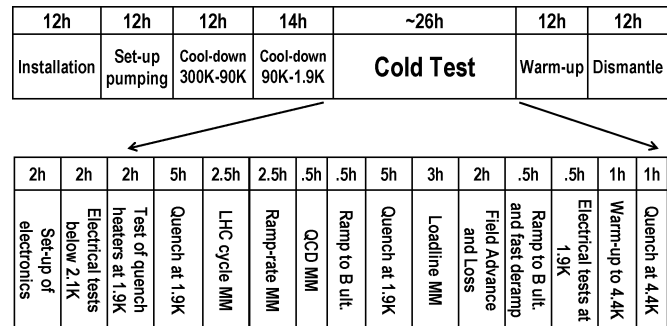 12h 12h 12h 14h ~26h 12h 12h
Installation
Set-up
pumping
Cool-down
300K-90K
Cool-down
90K-1.9K
Cold Test
Warm-up
Dismantle
2h 2h 2h 5h 2.5h 2.5h .5h .5h 5h 3h 2h .5h .5h 1h 1h
Set-up of
electronics
Electrical tests
below 2.1K
Test of quench
heaters at 1.9K
Quench at 1.9K
LHC cycle MM
Ramp-rate MM
QCD MM
Ramp to B ult.
Quench at 1.9K
Loadline MM
Field Advance
and Loss
Ramp to B ult.
and fast deramp
Electrical tests at
1.9K
Warm-up to 4.4K
Quench at 4.4K